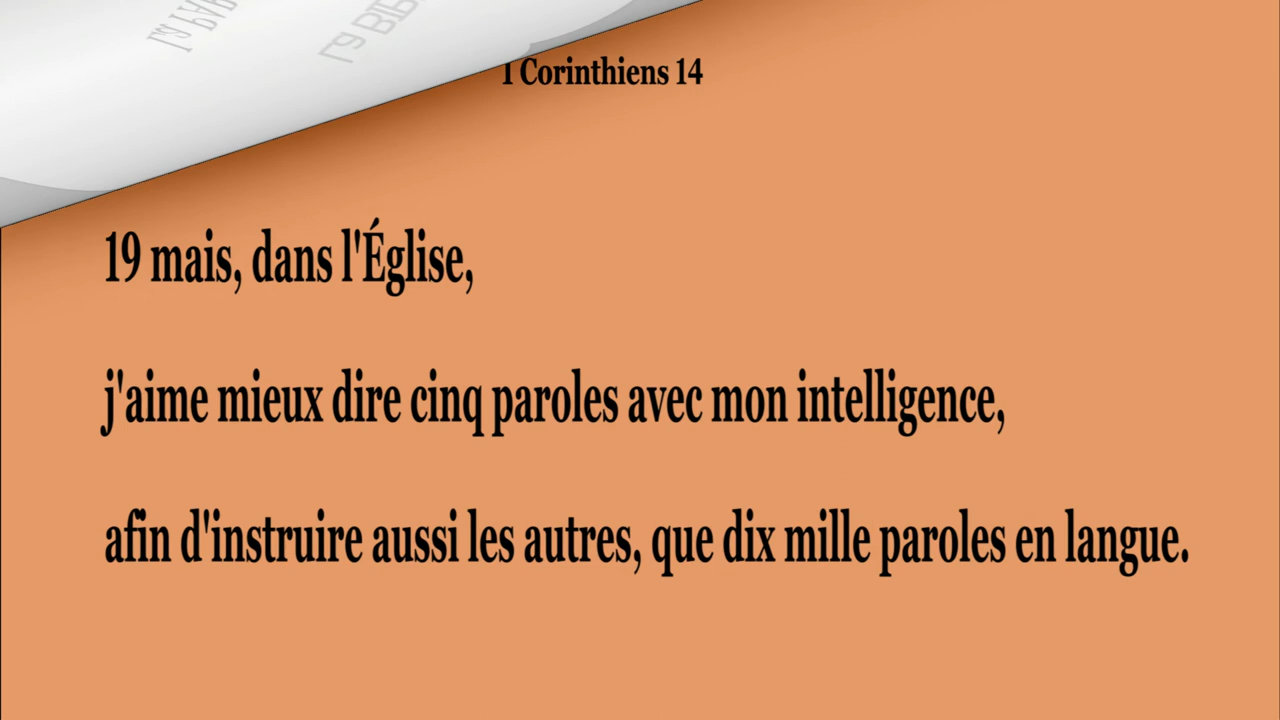 1 Corinthiens 14
19 mais, dans l'Église,
j'aime mieux dire cinq paroles avec mon intelligence,
afin d'instruire aussi les autres, que dix mille paroles en langue.